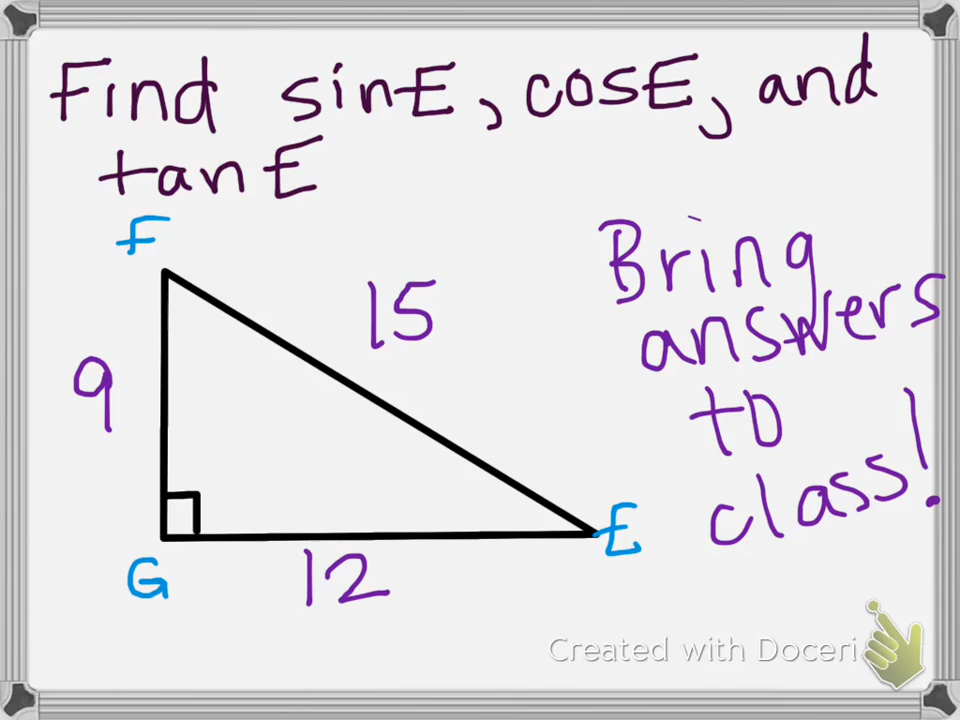 Find sinE, cosE, and
tanE
F
15
Bring
answers
9
to
class!
E
G
12
Created with Doceri